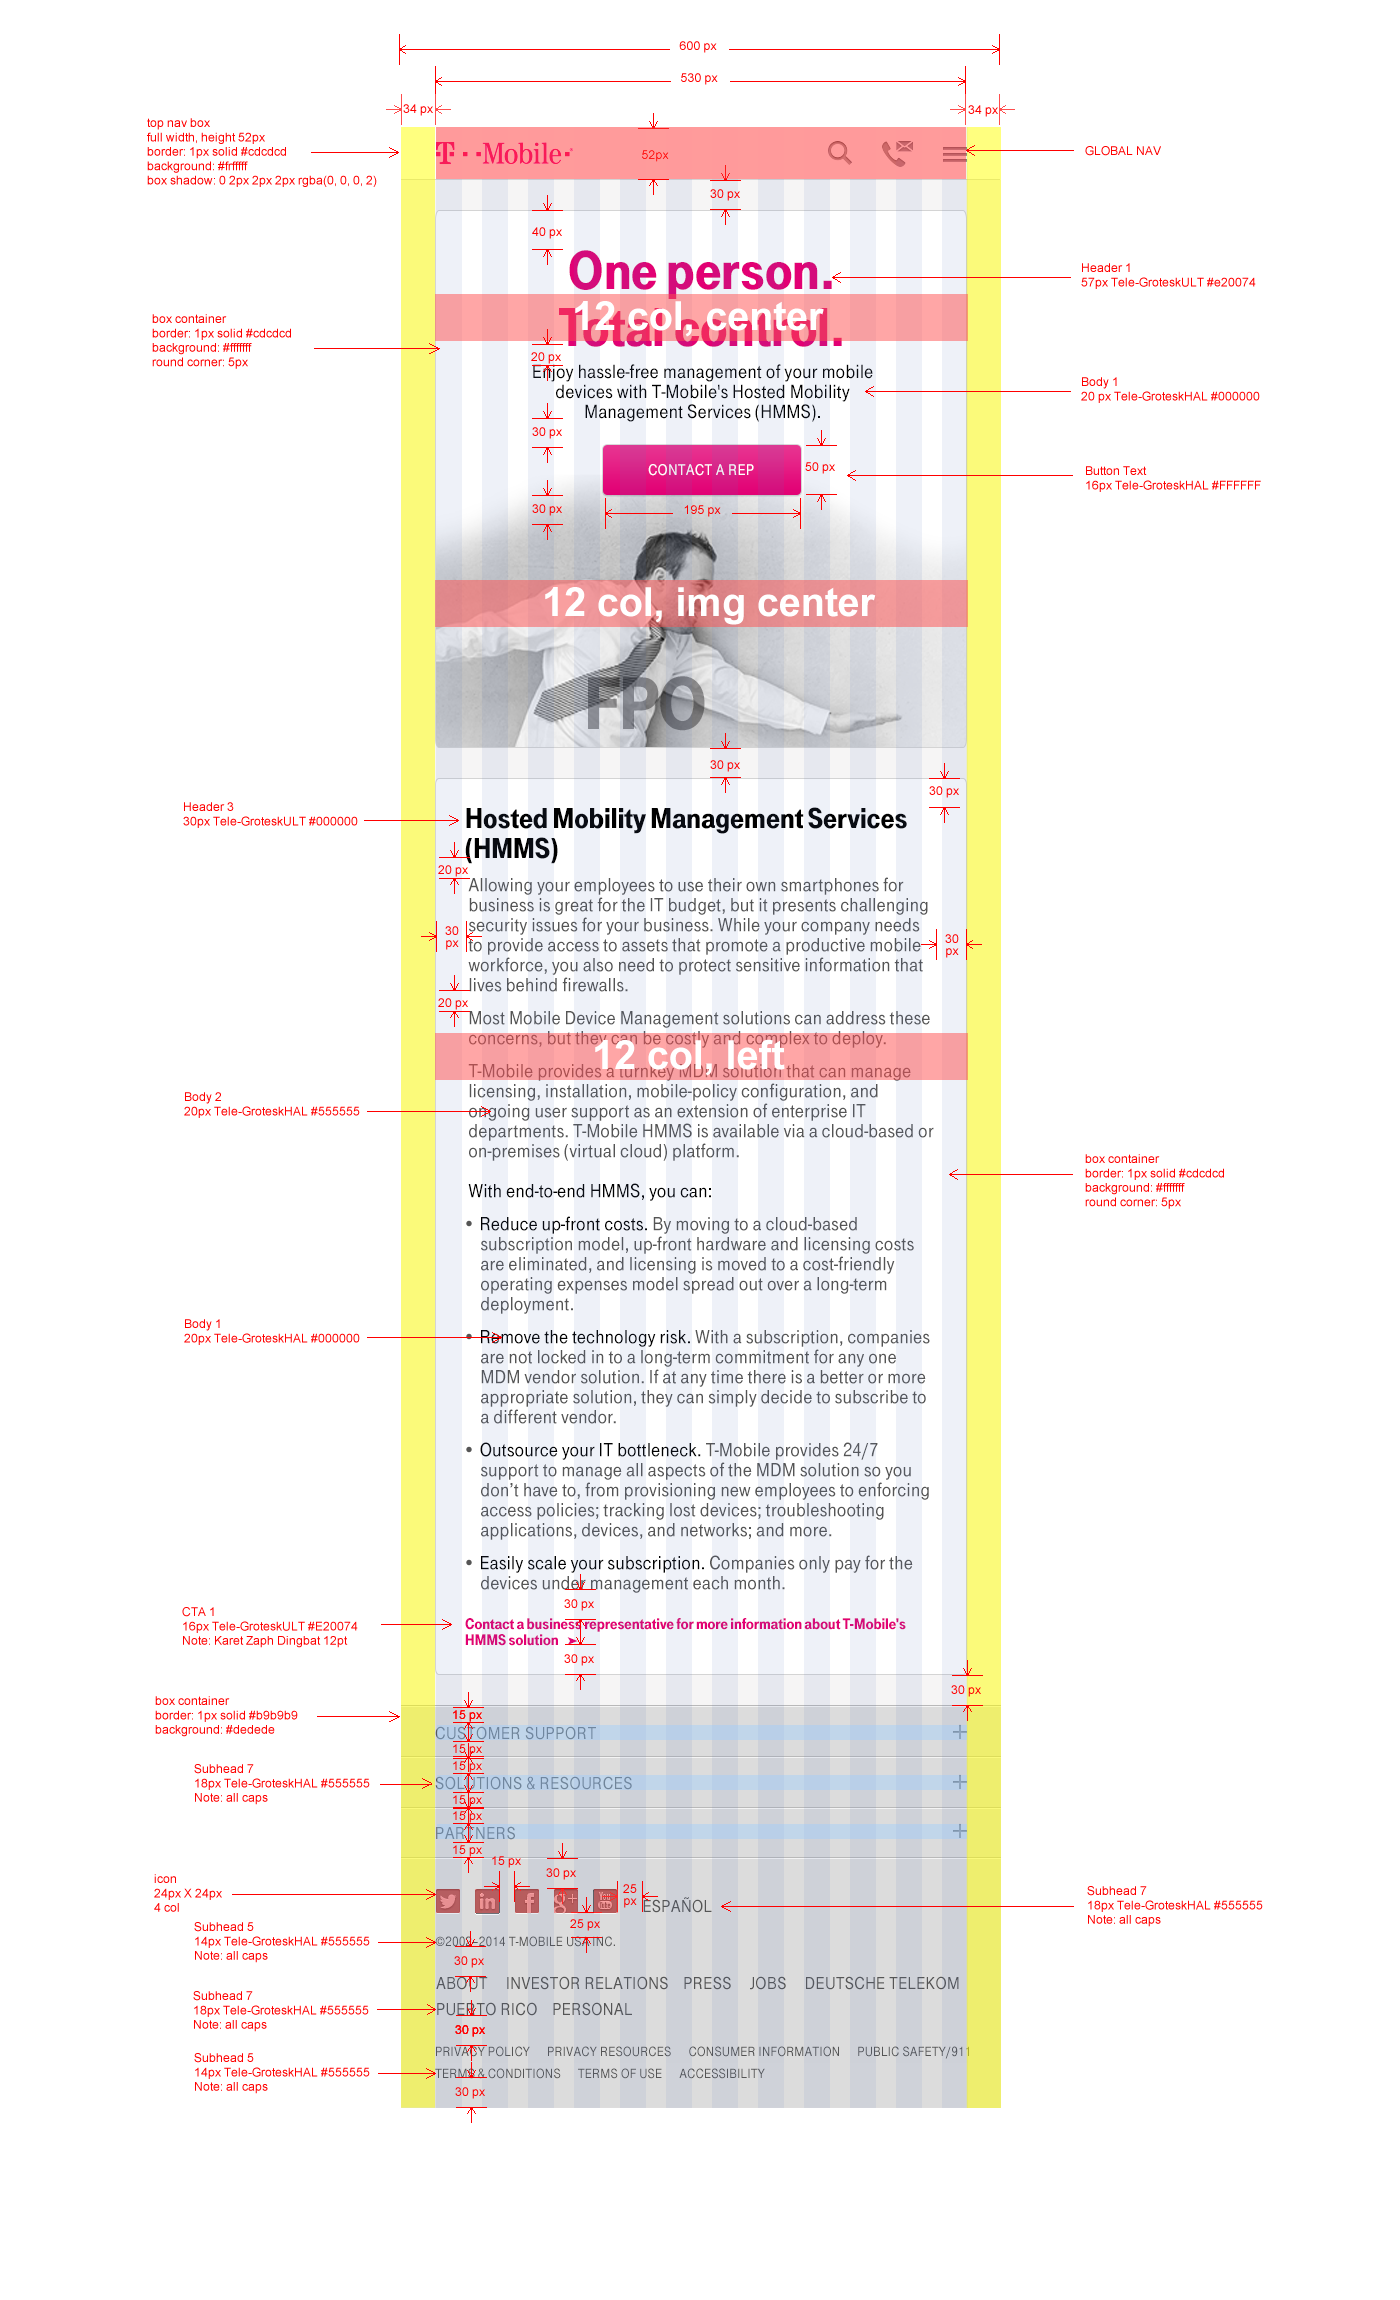 600 px
530 px
34 px
34 px
top nav box
full width, height 52px
border: 1px solid #cdcdcd
background: #frfffff
box shadow: 0 2px 2px 2px rgba(0, 0, 0, 2)
T··Mobile·
52px
GLOBAL NAV
30 px
40 px
One person.
Header 1
57px Tele-GroteskULT #e20074
Total control.
12 col, center
box container
border: 1px solid #cdcdcd
background: #fffffff
round corner: 5px
20 px
Enjoy hassle-free management of your mobile
devices with T-Mobile's Hosted Mobility
Management Services (HMMS).
Body 1
20 px Tele-GroteskHAL #000000
30 px
CONTACT A REP
50 px
Button Text
16px Tele-GroteskHAL #FFFFFF
30 px
195 px
12 col, img center
FPO
30 px
30 px
Header 3
30px Tele-GroteskULT #000000
Hosted Mobility Management Services
(HMMS)
20 px
Allowing your employees to use their own smartphones for
business is great for the IT budget, but it presents challenging
security issues for your business. While your company needs
to provide access to assets that promote a productive mobile
workforce, you also need to protect sensitive information that
lives behind firewalls.
30
px
30
px
20 px
Most Mobile Device Management solutions can address these
concerns, but they can be costly and complex to deploy.
12 col, left
T-Mobile provides a turnkey MDM solution that can manage
licensing, installation, mobile-policy configuration, and
ongoing user support as an extension of enterprise IT
departments. T-Mobile HMMS is available via a cloud-based or
on-premises (virtual cloud) platform.
Body 2
20px Tele-GroteskHAL #555555
box container
border: 1px solid #cdcdcd
background: #fffffff
round corner: 5px
With end-to-end HMMS, you can:
• Reduce up-front costs. By moving to a cloud-based
subscription model, up-front hardware and licensing costs
are eliminated, and licensing is moved to a cost-friendly
operating expenses model spread out over a long-term
deployment.
Body 1
20px Tele-GroteskHAL #000000
• Remove the technology risk. With a subscription, companies
are not locked in to a long-term commitment for any one
MDM vendor solution. If at any time there is a better or more
appropriate solution, they can simply decide to subscribe to
a different vendor.
• Outsource your IT bottleneck. T-Mobile provides 24/7
support to manage all aspects of the MDM solution so you
don't have to, from provisioning new employees to enforcing
access policies; tracking lost devices; troubleshooting
applications, devices, and networks; and more.
• Easily scale your subscription. Companies only pay for the
devices under management each month.
30 px
CTA 1
16px Tele-GroteskULT #E20074
Note: Karet Zaph Dingbat 12pt
Contact a business representative for more information about T-Mobile's
HMMS solution ➤
30 px
30 px
box container
border: 1px solid #b9b9b9
background: #dedede
15 px
CUSTOMER SUPPORT +
15 px
15 px
Subhead 7
18px Tele-GroteskHAL #555555
Note: all caps
SOLUTIONS & RESOURCES +
15 px
15 px
PARTNERS +
15 px
15 px
30 px
icon
24px X 24px
4 col
in
f
g+
You
25
px
ESPAÑOL
Subhead 7
18px Tele-GroteskHAL #555555
Note: all caps
25 px
Subhead 5
14px Tele-GroteskHAL #555555
Note: all caps
©2002-2014 T-MOBILE USA INC.
30 px
ABOUT INVESTOR RELATIONS PRESS JOBS DEUTSCHE TELEKOM
PUERTO RICO PERSONAL
Subhead 7
18px Tele-GroteskHAL #555555
Note: all caps
30 px
PRIVACY POLICY PRIVACY RESOURCES CONSUMER INFORMATION PUBLIC SAFETY/911
TERMS & CONDITIONS TERMS OF USE ACCESSIBILITY
Subhead 5
14px Tele-GroteskHAL #555555
Note: all caps
30 px